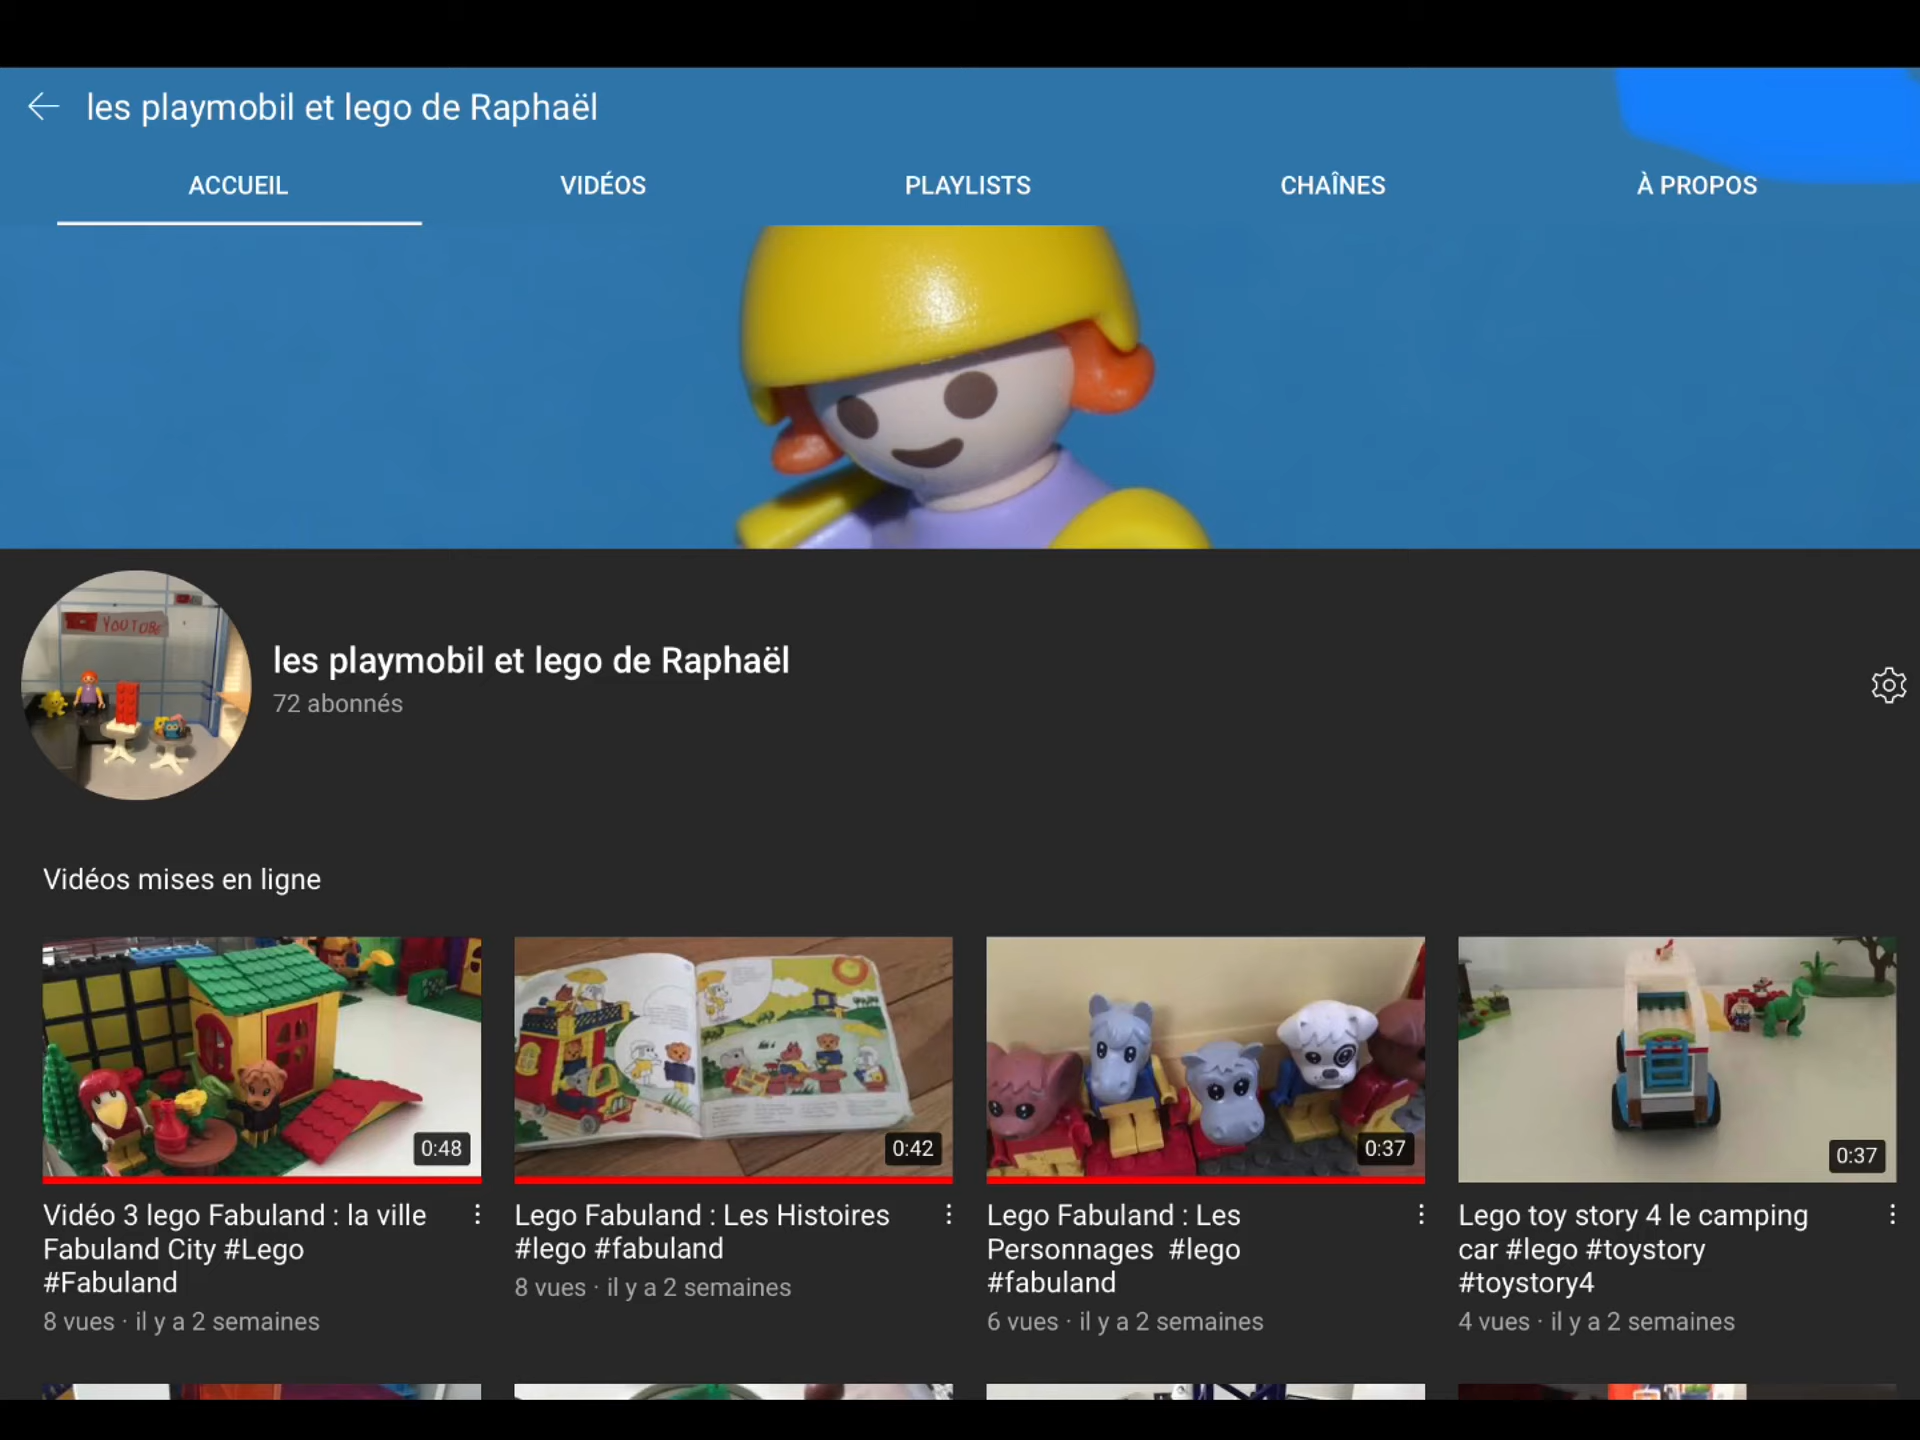 les playmobil et lego de Raphaël
ACCUEIL
VIDÉOS
PLAYLISTS
CHAÎNES
À PROPOS
YOUTUBE
les playmobil et lego de Raphaël
72 abonnés
Vidéos mises en ligne
0:48
0:42
0:37
0:37
Vidéo 3 lego Fabuland : la ville
Fabuland City #Lego
#Fabuland
8 vues · il y a 2 semaines
Lego Fabuland : Les Histoires
#lego #fabuland
8 vues · il y a 2 semaines
Lego Fabuland : Les
Personnages #lego
#fabuland
6 vues · il y a 2 semaines
Lego toy story 4 le camping
car #lego #toystory
#toystory4
4 vues · il y a 2 semaines